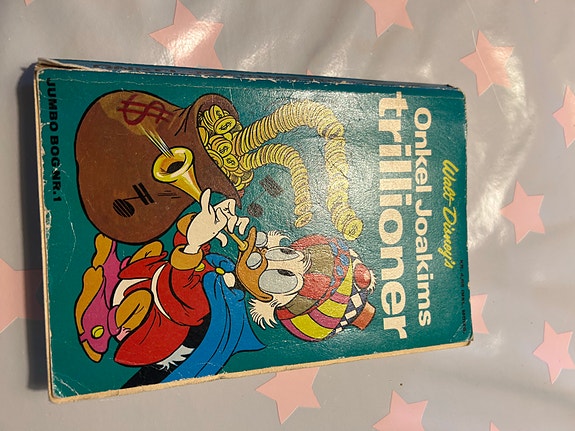 Walt Disney's
Onkel Joakims
trillioner
$
JUMBO BOG NR. 1